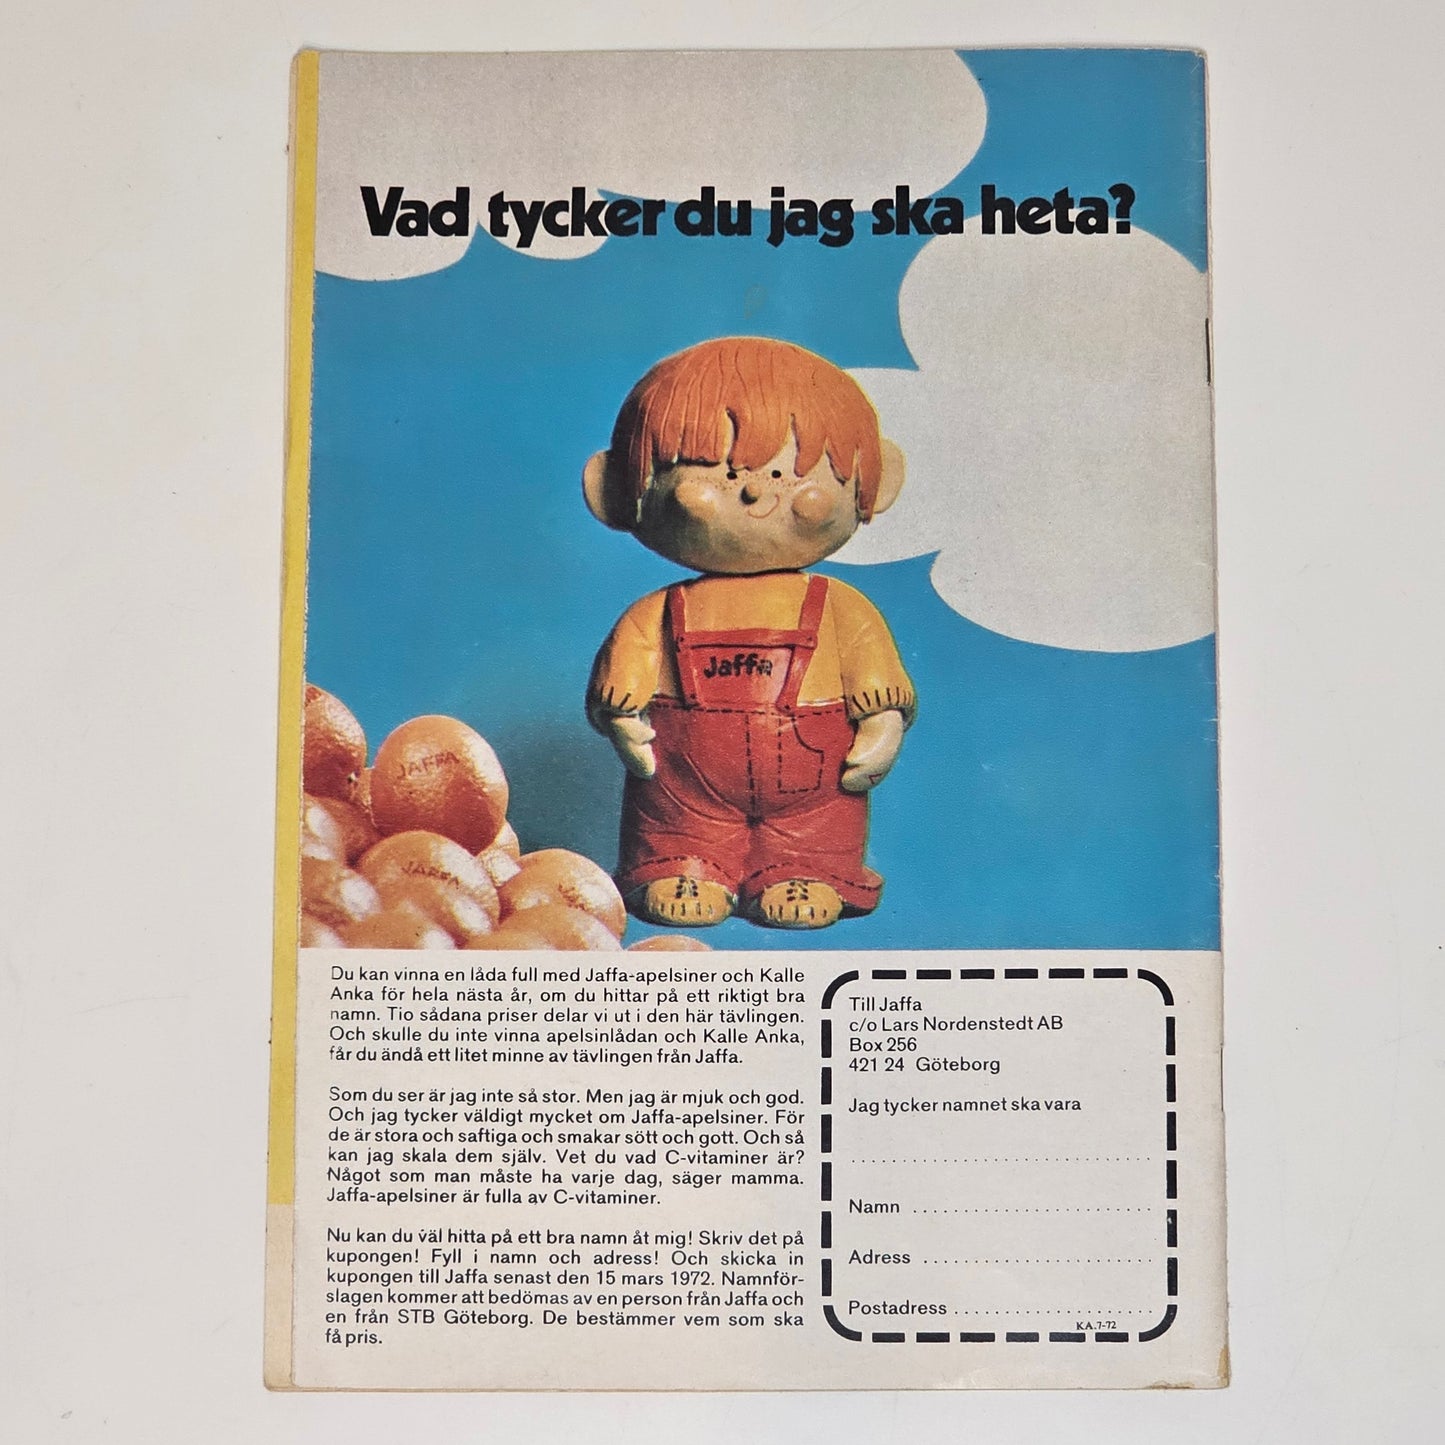 Vad tycker du jag ska heta?
Jaffa
JAFFA
JAFFA
Du kan vinna en låda full med Jaffa-apelsiner och Kalle
Anka för hela nästa år, om du hittar på ett riktigt bra
namn. Tio sådana priser delar vi ut i den här tävlingen.
Och skulle du inte vinna apelsinlådan och Kalle Anka,
får du ändå ett litet minne av tävlingen från Jaffa.
Som du ser är jag inte så stor. Men jag är mjuk och god.
Och jag tycker väldigt mycket om Jaffa-apelsiner. För
de är stora och saftiga och smakar sött och gott. Och så
kan jag skala dem själv. Vet du vad C-vitaminer är?
Något som man måste ha varje dag, säger mamma.
Jaffa-apelsiner är fulla av C-vitaminer.
Nu kan du väl hitta på ett bra namn åt mig! Skriv det på
kupongen! Fyll i namn och adress! Och skicka in
kupongen till Jaffa senast den 15 mars 1972. Namnför-
slagen kommer att bedömas av en person från Jaffa och
en från STB Göteborg. De bestämmer vem som ska
få pris.
Till Jaffa
c/o Lars Nordenstedt AB
Box 256
421 24 Göteborg
Jag tycker namnet ska vara
Namn
Adress
Postadress
KA.7-72